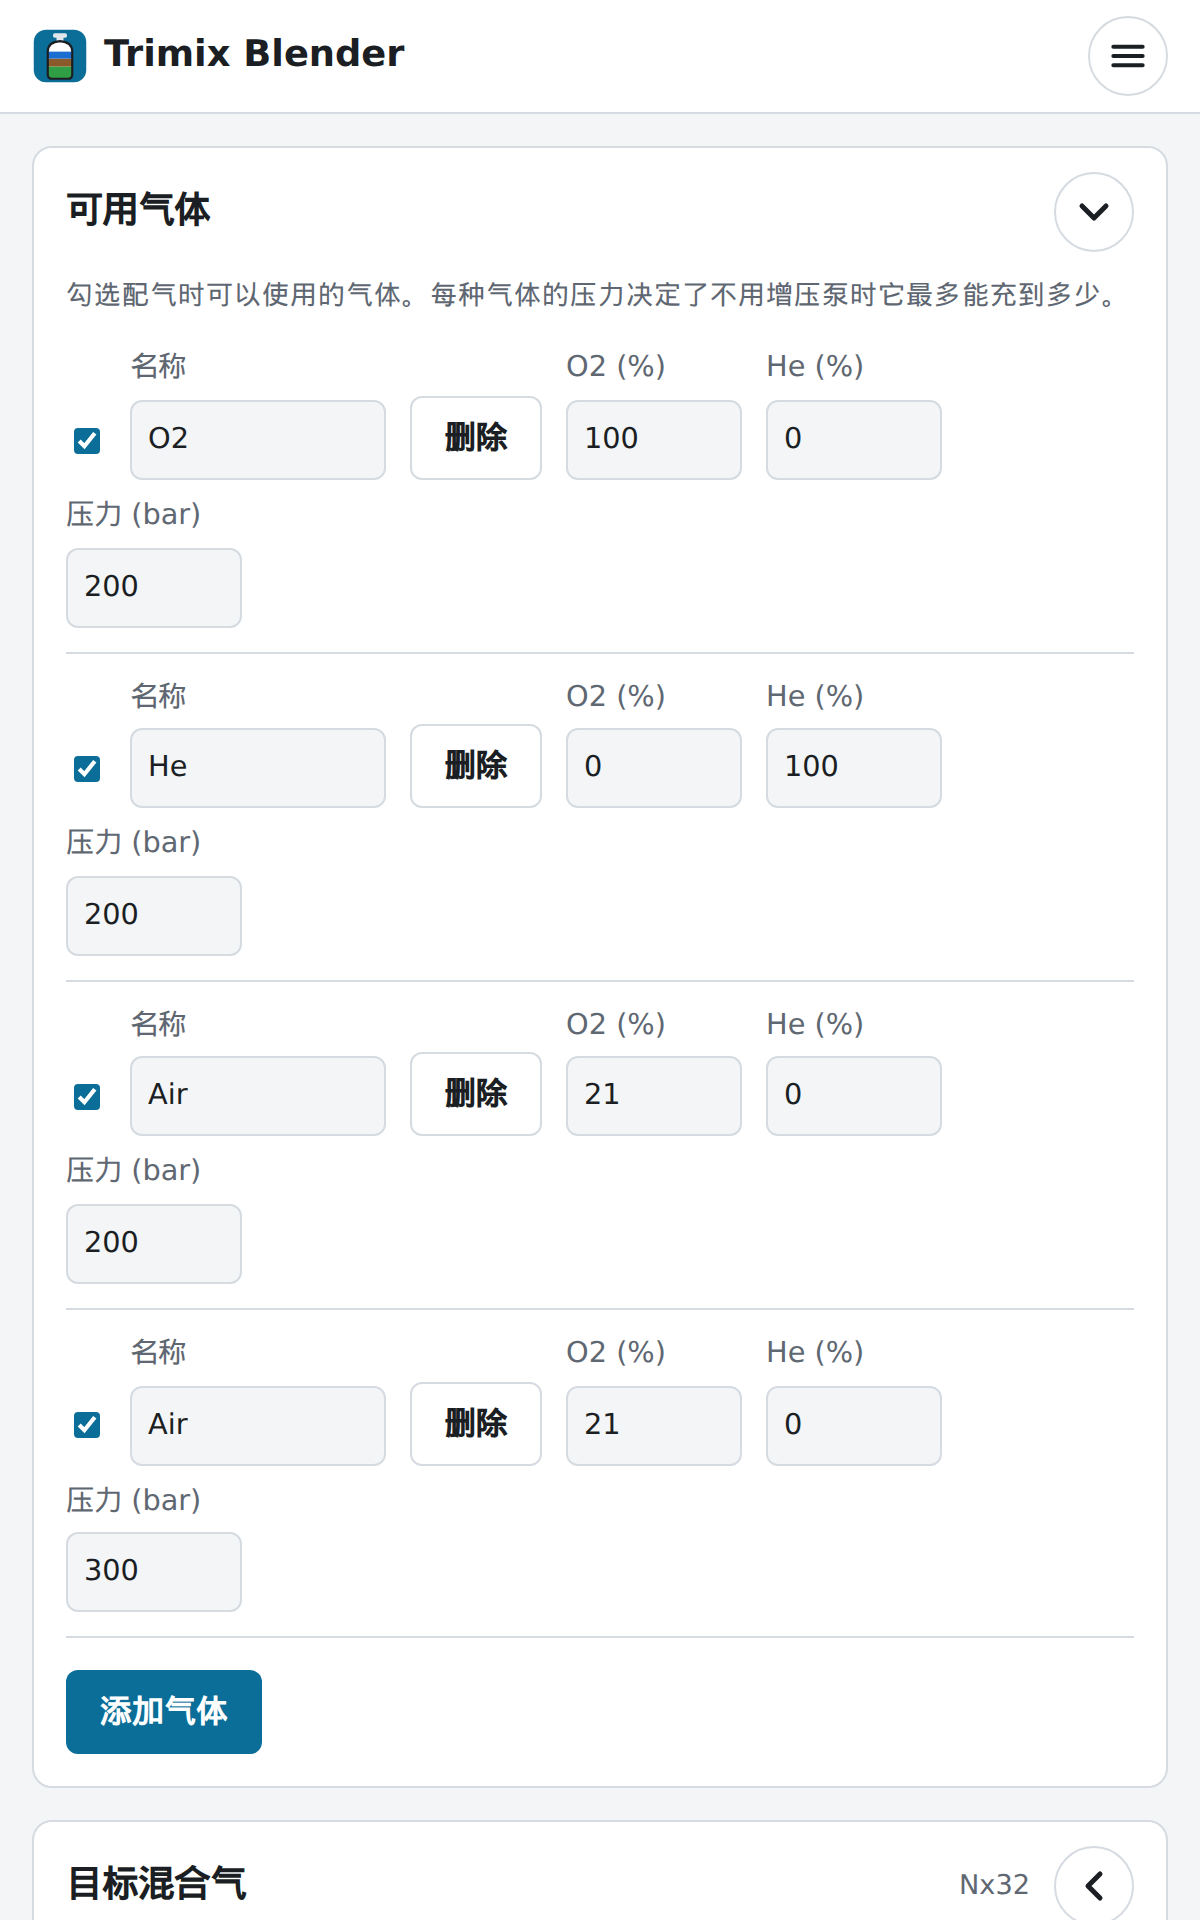 Trimix Blender
可用气体
勾选配气时可以使用的气体。每种气体的压力决定了不用增压泵时它最多能充到多少。
名称 O2 (%) He (%)
O2 删除 100 0
压力 (bar)
200
名称 O2 (%) He (%)
He 删除 0 100
压力 (bar)
200
名称 O2 (%) He (%)
Air 删除 21 0
压力 (bar)
200
名称 O2 (%) He (%)
Air 删除 21 0
压力 (bar)
300
添加气体
目标混合气 Nx32